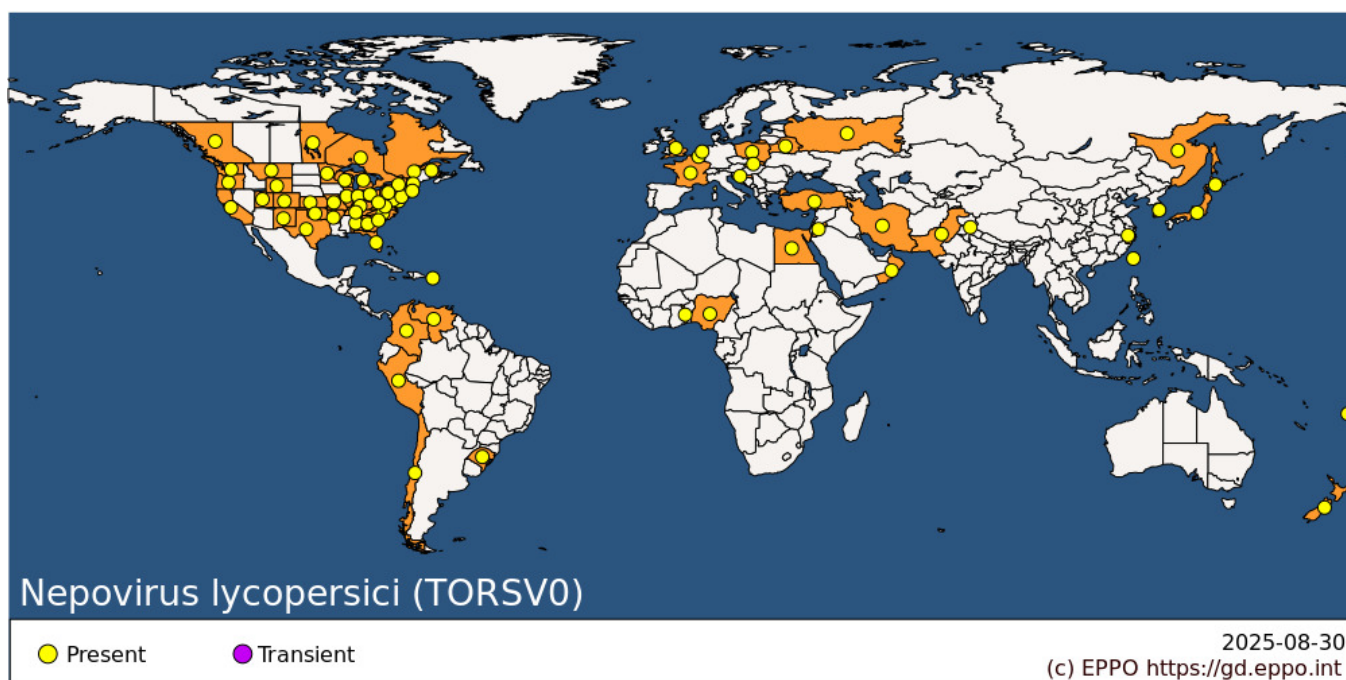 Nepovirus lycopersici (TORSV0)
Present
Transient
2025-08-30
(c) EPPO https://gd.eppo.int